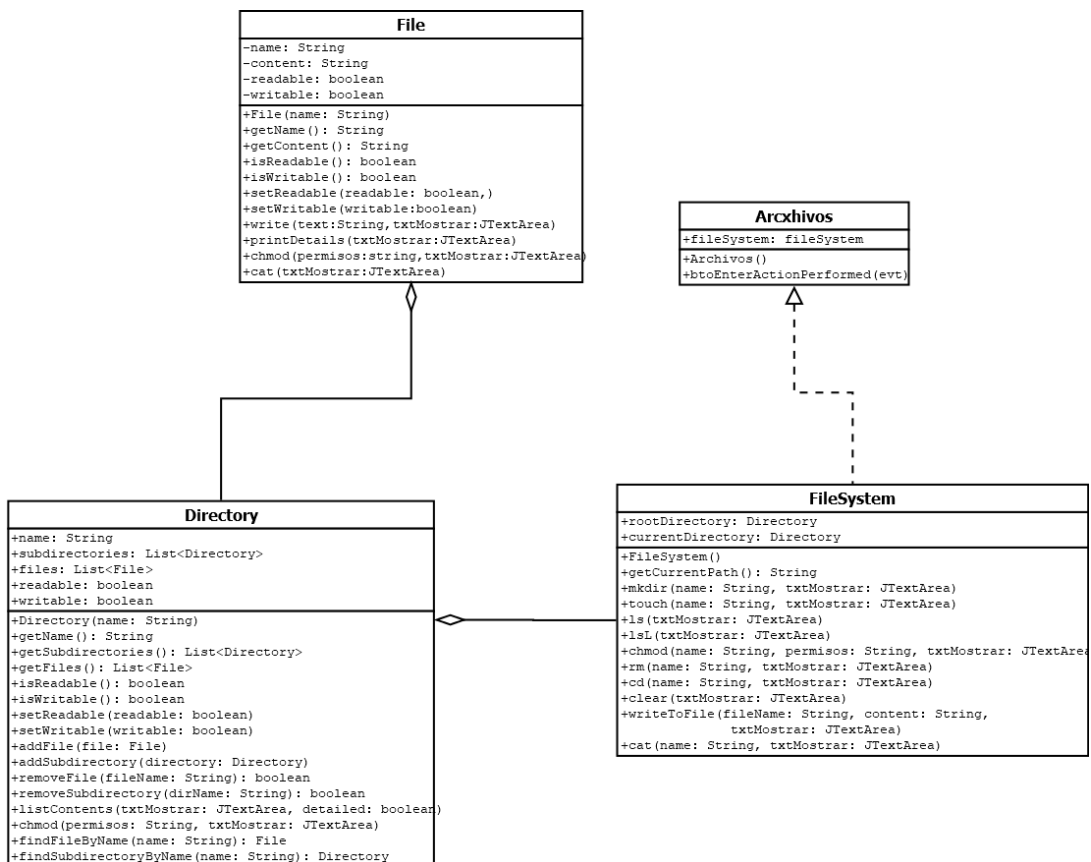 File
-name: String
-content: String
-readable: boolean
-writable: boolean
+File(name: String)
+getName(): String
+getContent(): String
+isReadable(): boolean
+isWritable(): boolean
+setReadable(readable: boolean,)
+setWritable(writable:boolean)
+write(text:String,txtMostrar:JTextArea)
+printDetails(txtMostrar:JTextArea)
+chmod(permisos:string,txtMostrar:JTextArea)
+cat(txtMostrar:JTextArea)
Arcxhivos
+fileSystem: fileSystem
+Archivos()
+btoEnterActionPerformed(evt)
Directory
+name: String
+subdirectories: List<Directory>
+files: List<File>
+readable: boolean
+writable: boolean
+Directory(name: String)
+getName(): String
+getSubdirectories(): List<Directory>
+getFiles(): List<File>
+isReadable(): boolean
+isWritable(): boolean
+setReadable(readable: boolean)
+setWritable(writable: boolean)
+addFile(file: File)
+addSubdirectory(directory: Directory)
+removeFile(fileName: String): boolean
+removeSubdirectory(dirName: String): boolean
+listContents(txtMostrar: JTextArea, detailed: boolean)
+chmod(permisos: String, txtMostrar: JTextArea)
+findFileByName(name: String): File
+findSubdirectoryByName(name: String): Directory
FileSystem
+rootDirectory: Directory
+currentDirectory: Directory
+FileSystem()
+getCurrentPath(): String
+mkdir(name: String, txtMostrar: JTextArea)
+touch(name: String, txtMostrar: JTextArea)
+ls(txtMostrar: JTextArea)
+lsL(txtMostrar: JTextArea)
+chmod(name: String, permisos: String, txtMostrar: JTextArea
+rm(name: String, txtMostrar: JTextArea)
+cd(name: String, txtMostrar: JTextArea)
+clear(txtMostrar: JTextArea)
+writeToFile(fileName: String, content: String,
txtMostrar: JTextArea)
+cat(name: String, txtMostrar: JTextArea)